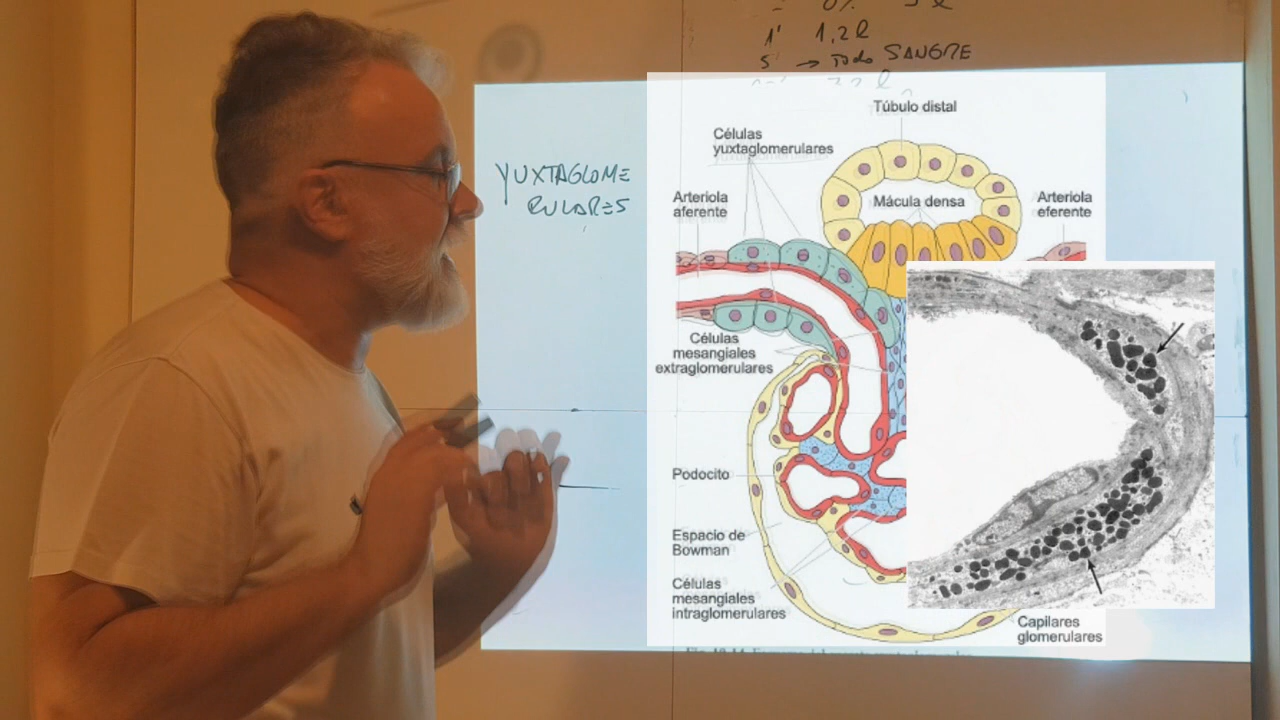 1' 1,2 l
5' → TODO SANGRE
YUXTAGLOME
RULARES
Túbulo distal
Células
yuxtaglomerulares
Arteriola
aferente
Mácula densa
Arteriola
eferente
Células
mesangiales
extraglomerulares
Podocito
Espacio de
Bowman
Células
mesangiales
intraglomerulares
Capilares
glomerulares